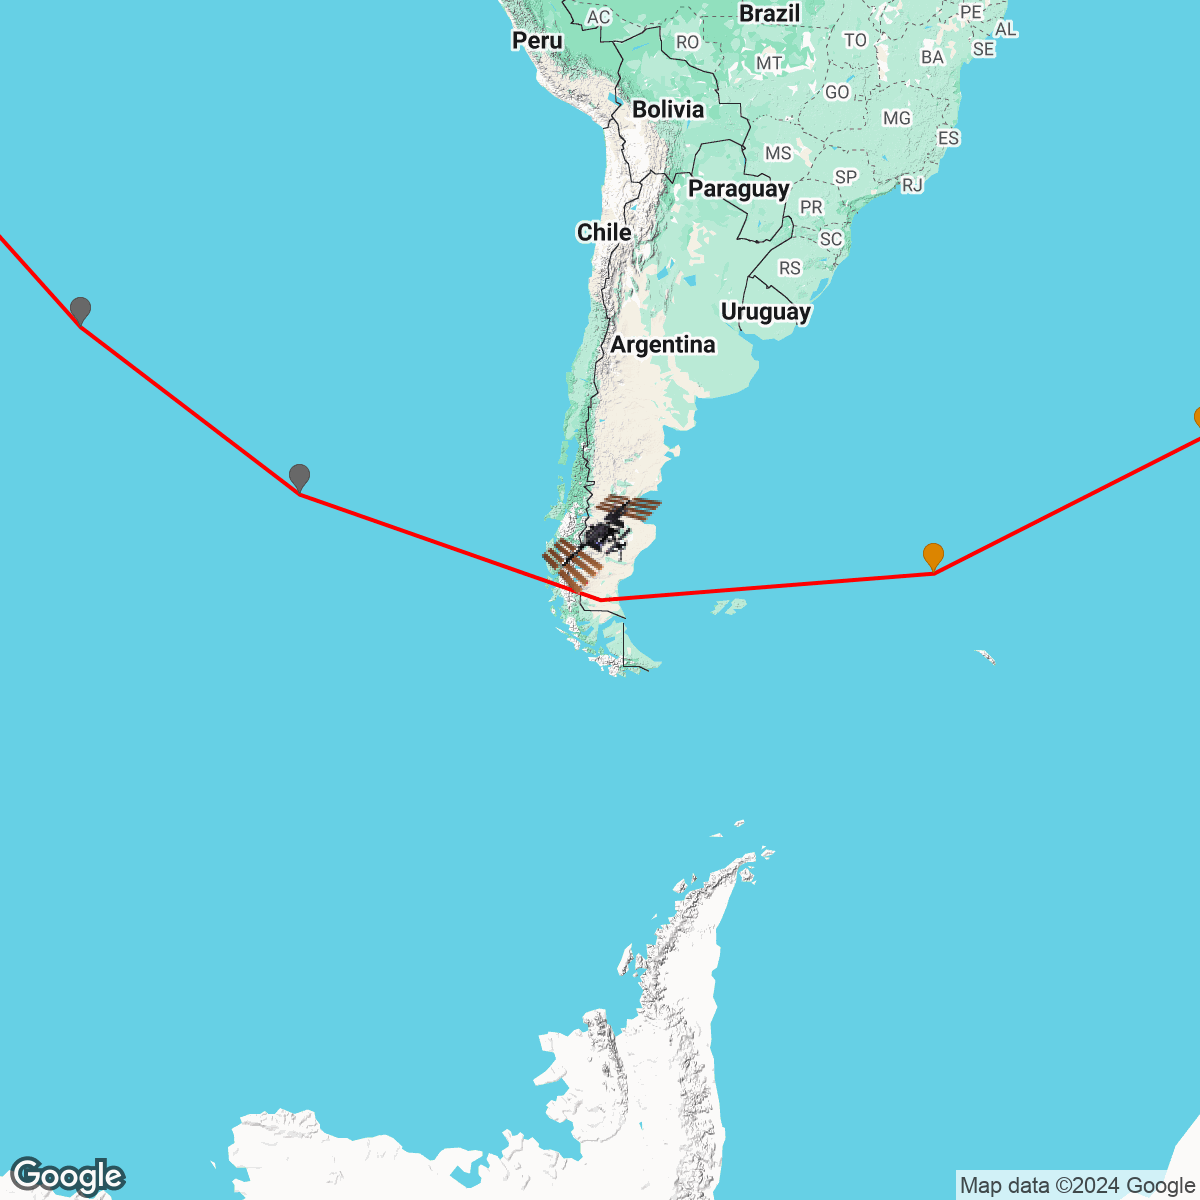 AC
Brazil
PE
AL
Peru
RO
TO
SE
MT
BA
GO
Bolivia
MG
ES
MS
SP
RJ
Paraguay
PR
Chile
SC
RS
Uruguay
Argentina
Google
Map data ©2024 Google